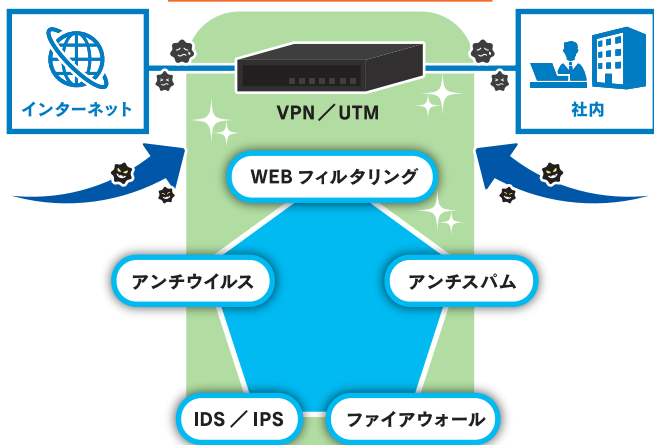 インターネット
VPN／UTM
社内
WEB フィルタリング
アンチウイルス
アンチスパム
IDS ／ IPS
ファイアウォール